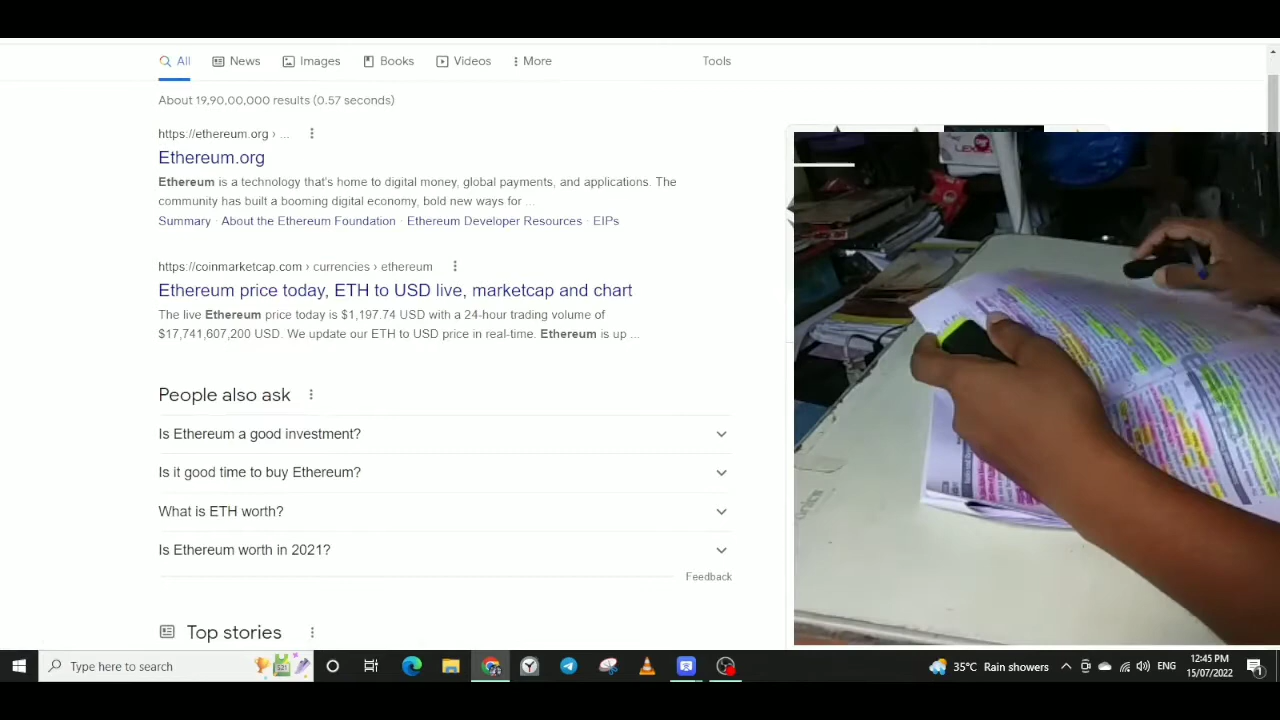 All News Images Books Videos More Tools
About 19,90,00,000 results (0.57 seconds)
https://ethereum.org › ...
Ethereum.org
Ethereum is a technology that's home to digital money, global payments, and applications. The
community has built a booming digital economy, bold new ways for ...
Summary · About the Ethereum Foundation · Ethereum Developer Resources · EIPs
https://coinmarketcap.com › currencies › ethereum
Ethereum price today, ETH to USD live, marketcap and chart
The live Ethereum price today is $1,197.74 USD with a 24-hour trading volume of
$17,741,607,200 USD. We update our ETH to USD price in real-time. Ethereum is up ...
People also ask
Is Ethereum a good investment?
Is it good time to buy Ethereum?
What is ETH worth?
Is Ethereum worth in 2021?
Feedback
Top stories
Type here to search
35°C Rain showers
ENG
12:45 PM
15/07/2022